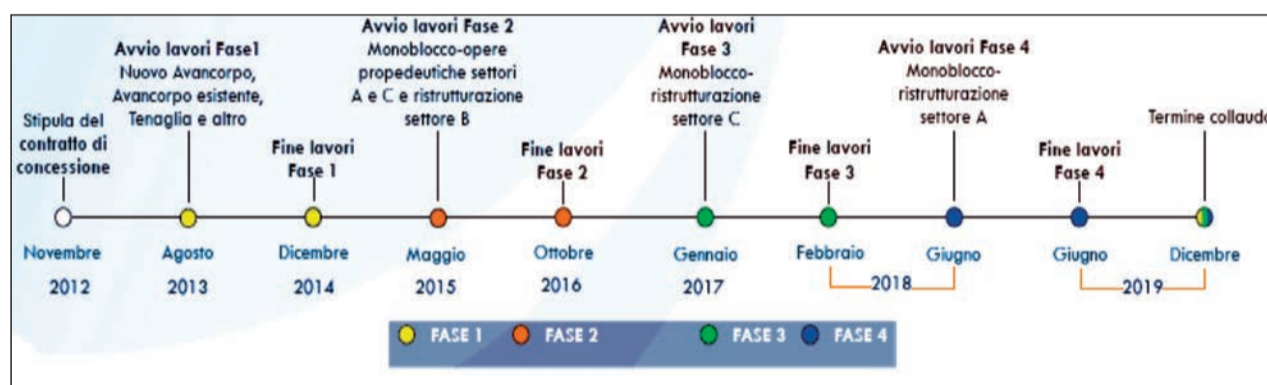 Stipula del
contratto di
concessione
Novembre
2012
Avvio lavori Fase1
Nuovo Avancorpo,
Avancorpo esistente,
Tenaglia e altro
Agosto
2013
Fine lavori
Fase 1
Dicembre
2014
Avvio lavori Fase 2
Monoblocco-opere
propedeutiche settori
A e C e ristrutturazione
settore B
Maggio
2015
Fine lavori
Fase 2
Ottobre
2016
Avvio lavori
Fase 3
Monoblocco-
ristrutturazione
settore C
Gennaio
2017
Fine lavori
Fase 3
Febbraio
Avvio lavori Fase 4
Monoblocco-
ristrutturazione
settore A
Giugno
2018
Fine lavori
Fase 4
Giugno
Termine collaudo
Dicembre
2019
FASE 1
FASE 2
FASE 3
FASE 4